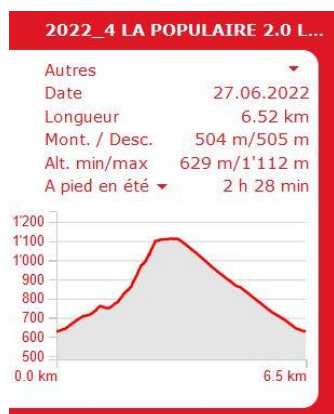 2022_4 LA POPULAIRE 2.0 L...
Autres
Date 27.06.2022
Longueur 6.52 km
Mont. / Desc. 504 m/505 m
Alt. min/max 629 m/1'112 m
A pied en été 2 h 28 min
1'200
1'100
1'000
900
800
700
600
500
0.0 km 6.5 km